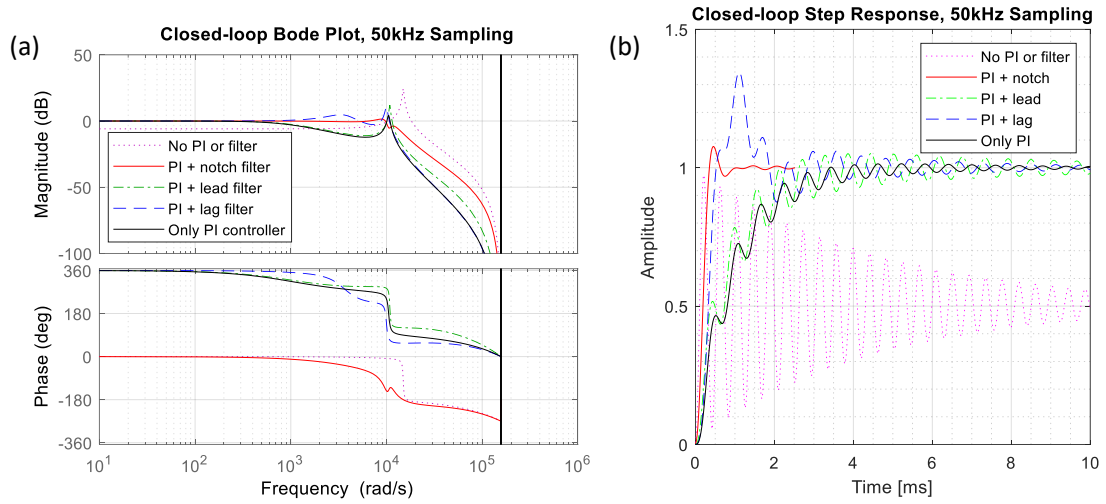 (a)
Closed-loop Bode Plot, 50kHz Sampling
Magnitude (dB)
50
0
-50
-100
No PI or filter
PI + notch filter
PI + lead filter
PI + lag filter
Only PI controller
Phase (deg)
360
180
0
-180
-360
10^1
10^2
10^3
10^4
10^5
10^6
Frequency (rad/s)
(b)
Closed-loop Step Response, 50kHz Sampling
Amplitude
1.5
1
0.5
0
No PI or filter
PI + notch
PI + lead
PI + lag
Only PI
0
2
4
6
8
10
Time [ms]